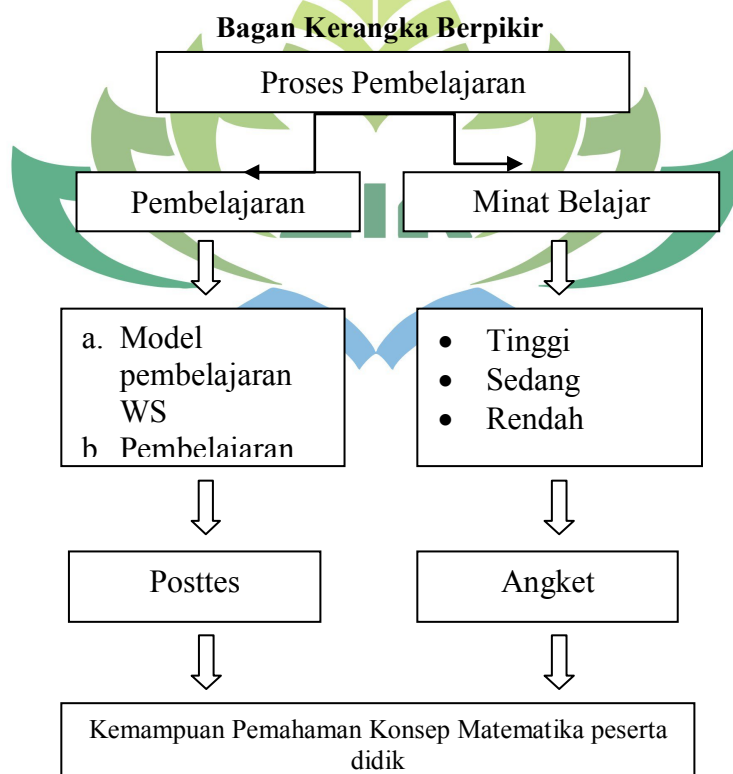 Bagan Kerangka Berpikir
Proses Pembelajaran
Pembelajaran
Minat Belajar
a. Model
pembelajaran
WS
b Pembelajaran
• Tinggi
• Sedang
• Rendah
Posttes
Angket
Kemampuan Pemahaman Konsep Matematika peserta
didik